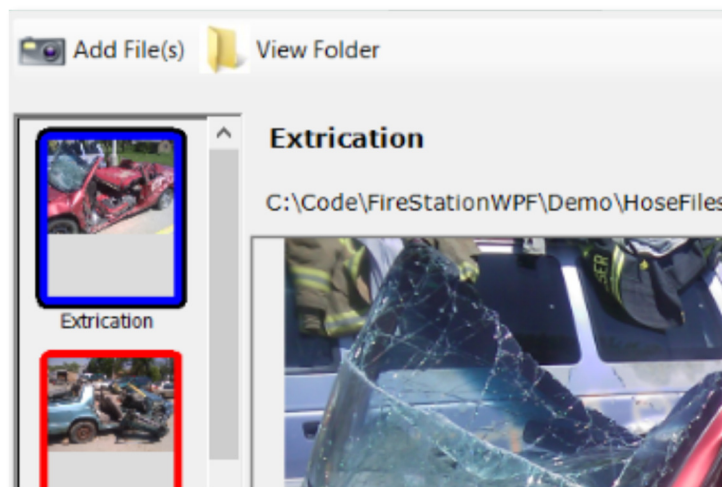 Add File(s) View Folder
Extrication
C:\Code\FireStationWPF\Demo\HoseFiles
Extrication